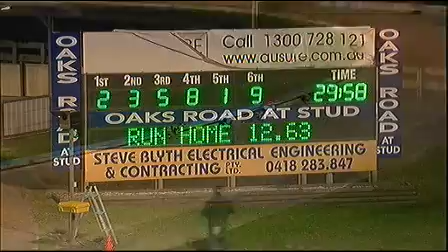 Call 1300 728 121
www.ausure.com.au
1ST 2ND 3RD 4TH 5TH 6TH TIME
2 3 5 8 1 9 29:58
OAKS ROAD AT STUD
RUN HOME 12.63
STEVE BLYTH ELECTRICAL ENGINEERING
& CONTRACTING PTY. LTD. 0418 283.847
OAKS
ROAD
AT
STUD
OAKS
ROAD
AT
STUD